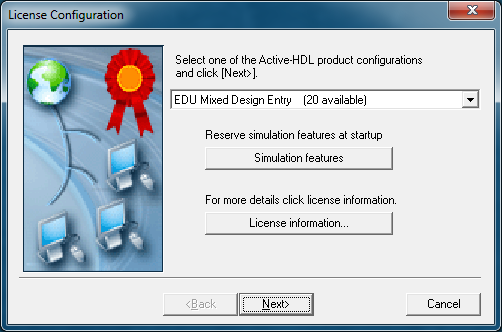 License Configuration
Select one of the Active-HDL product configurations
and click [Next>].
EDU Mixed Design Entry    (20 available)
Reserve simulation features at startup
Simulation features
For more details click license information.
License information...
<Back
Next>
Cancel